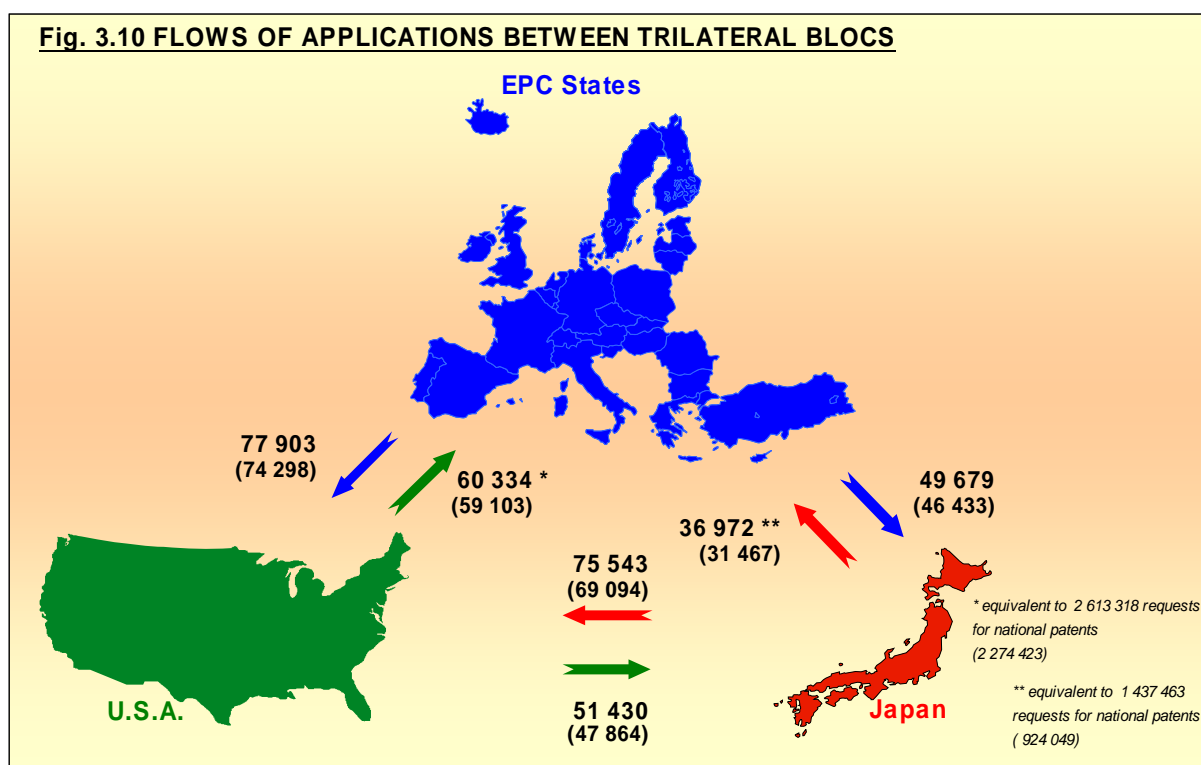 Fig. 3.10 FLOWS OF APPLICATIONS BETWEEN TRILATERAL BLOCS
EPC States
77 903
(74 298)
60 334 *
(59 103)
49 679
(46 433)
36 972 **
(31 467)
75 543
(69 094)
* equivalent to 2 613 318 requests
for national patents
(2 274 423)
** equivalent to 1 437 463
requests for national patents
( 924 049)
U.S.A.
Japan
51 430
(47 864)